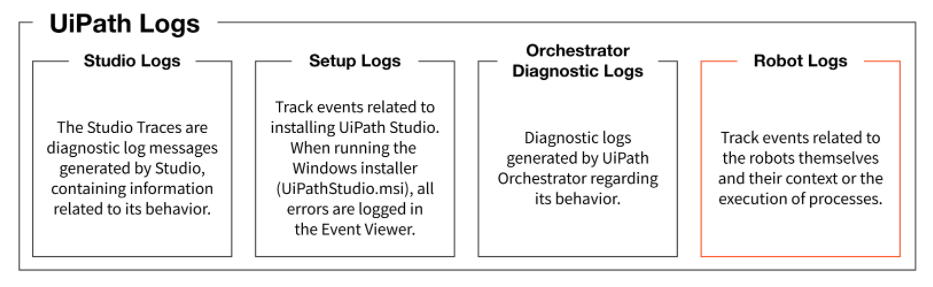 UiPath Logs
Studio Logs
The Studio Traces are
diagnostic log messages
generated by Studio,
containing information
related to its behavior.
Setup Logs
Track events related to
installing UiPath Studio.
When running the
Windows installer
(UiPathStudio.msi), all
errors are logged in
the Event Viewer.
Orchestrator
Diagnostic Logs
Diagnostic logs
generated by UiPath
Orchestrator regarding
its behavior.
Robot Logs
Track events related to
the robots themselves
and their context or the
execution of processes.